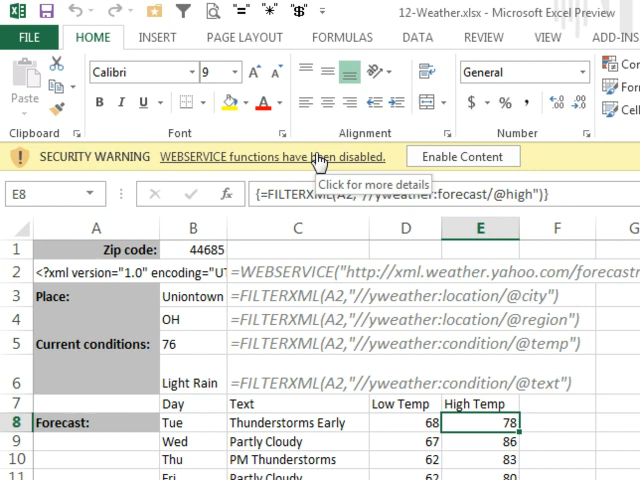 12-Weather.xlsx - Microsoft Excel Preview
FILE HOME INSERT PAGE LAYOUT FORMULAS DATA REVIEW VIEW ADD-INS
Calibri 9 General
Paste
Clipboard Font Alignment Number
SECURITY WARNING WEBSERVICE functions have been disabled. Enable Content
Click for more details
E8 {=FILTERXML(A2,"//yweather:forecast/@high")}
A B C D E F G
1 Zip code: 44685
2 <?xml version="1.0" encoding="UT =WEBSERVICE("http://xml.weather.yahoo.com/forecastr
3 Place: Uniontown =FILTERXML(A2,"//yweather:location/@city")
4 OH =FILTERXML(A2,"//yweather:location/@region")
5 Current conditions: 76 =FILTERXML(A2,"//yweather:condition/@temp")
6 Light Rain =FILTERXML(A2,"//yweather:condition/@text")
7 Day Text Low Temp High Temp
8 Forecast: Tue Thunderstorms Early 68 78
9 Wed Partly Cloudy 67 86
10 Thu PM Thunderstorms 62 83
11 Fri Partly Cloudy 62 80